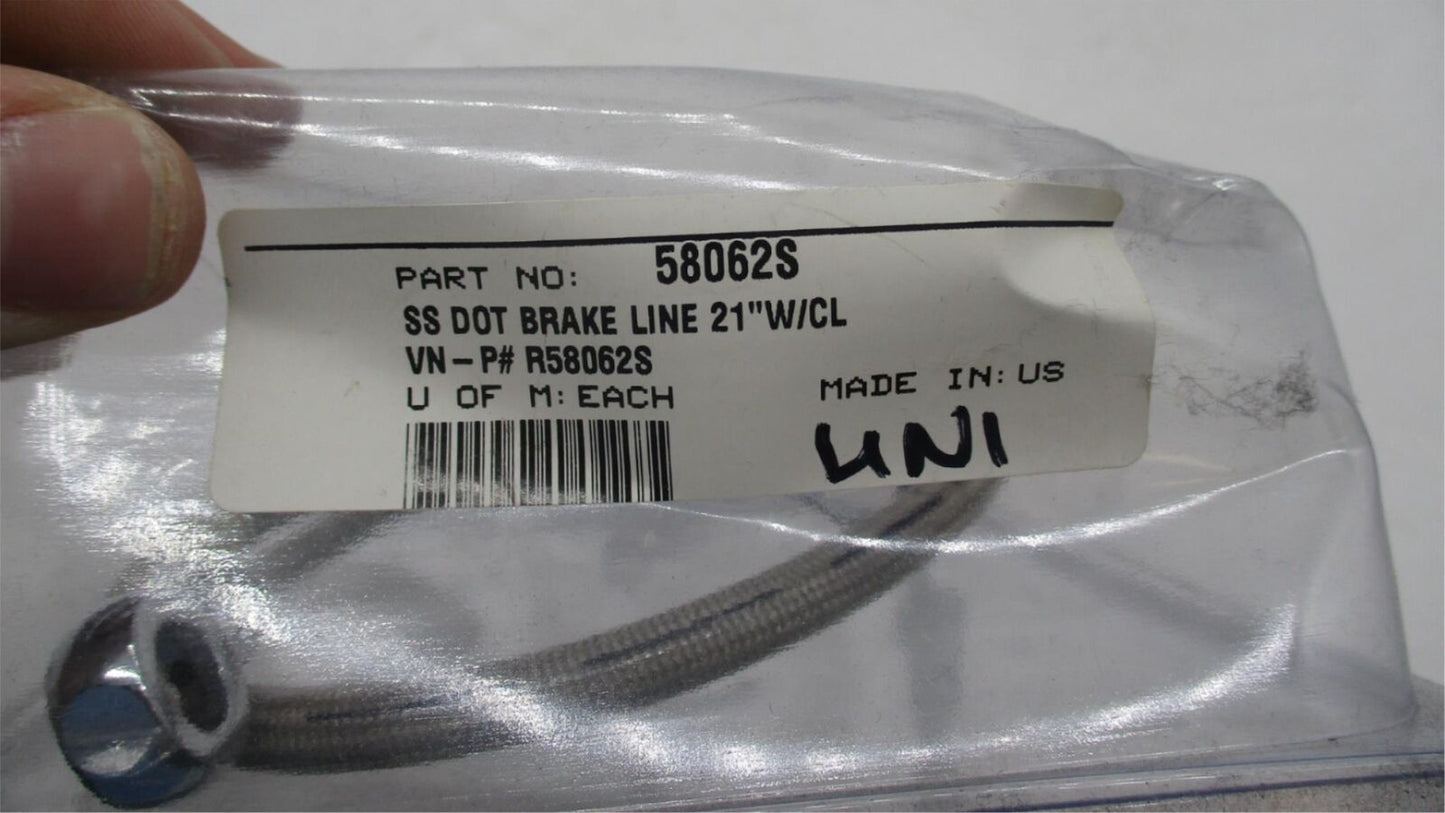 PART NO: 58062S
SS DOT BRAKE LINE 21"W/CL
VN-P# R58062S
U OF M: EACH
MADE IN: US
UNI